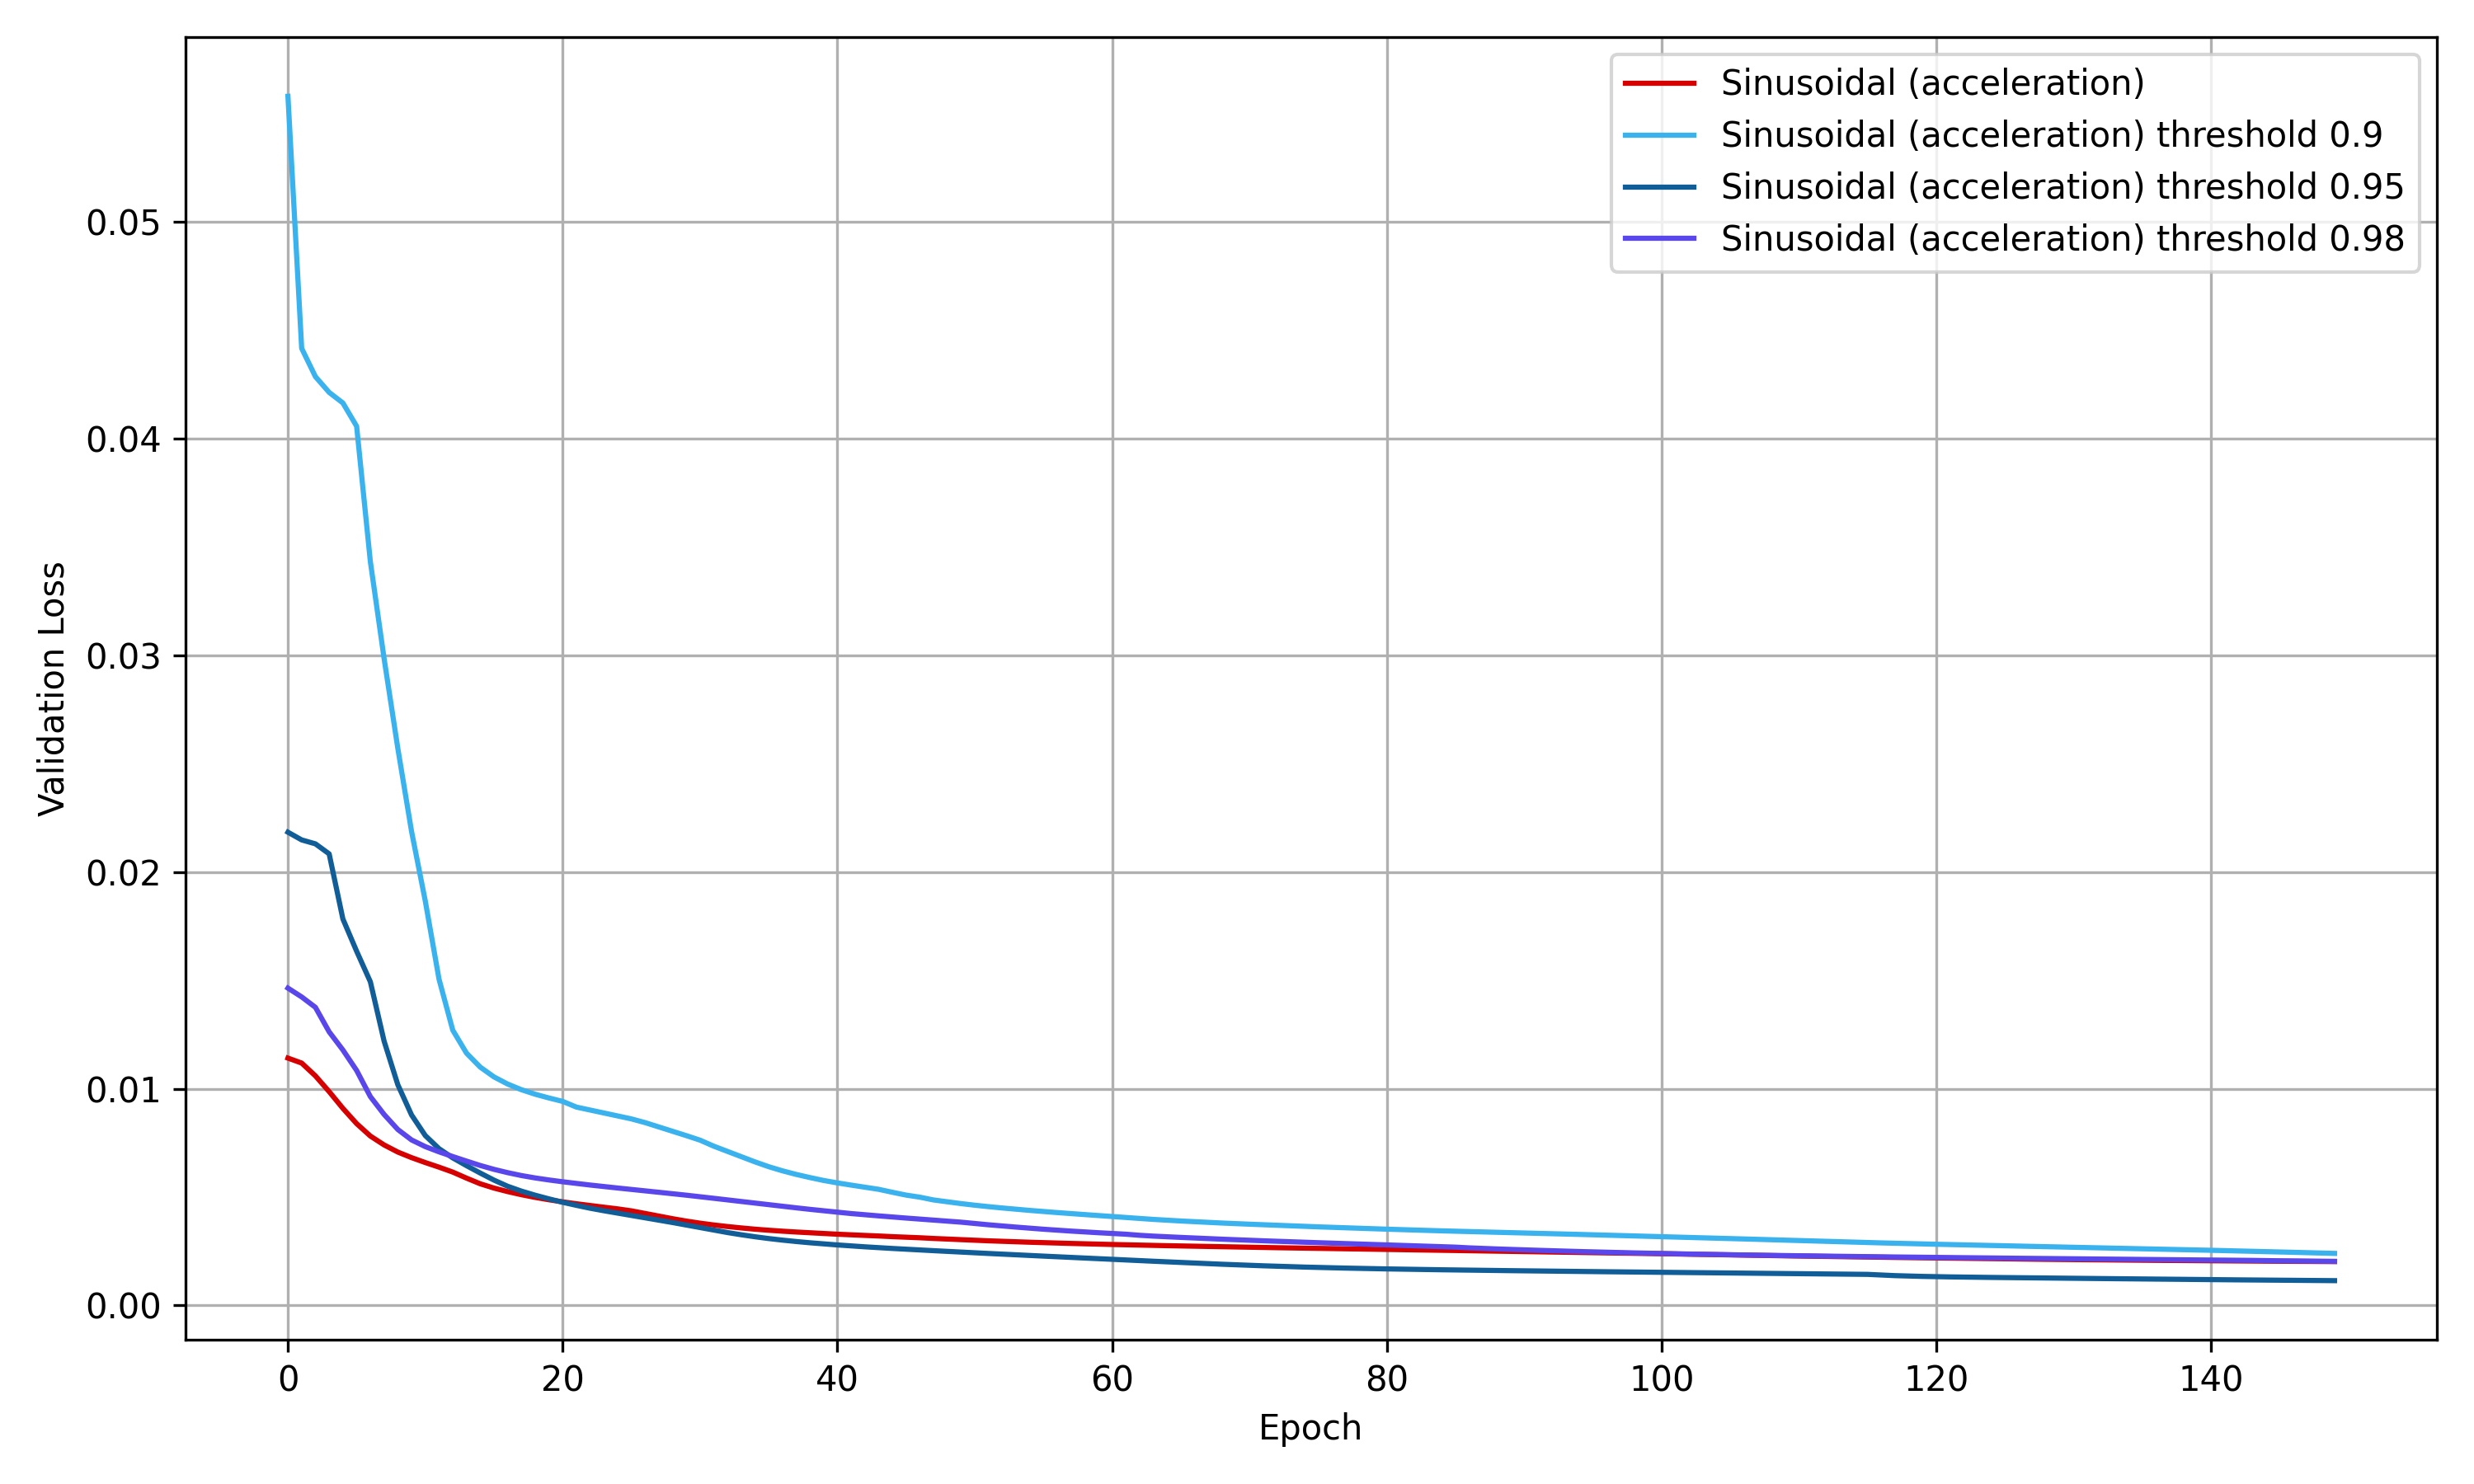 Sinusoidal (acceleration)
Sinusoidal (acceleration) threshold 0.9
Sinusoidal (acceleration) threshold 0.95
Sinusoidal (acceleration) threshold 0.98
Validation Loss
0.05
0.04
0.03
0.02
0.01
0.00
0 20 40 60 80 100 120 140
Epoch